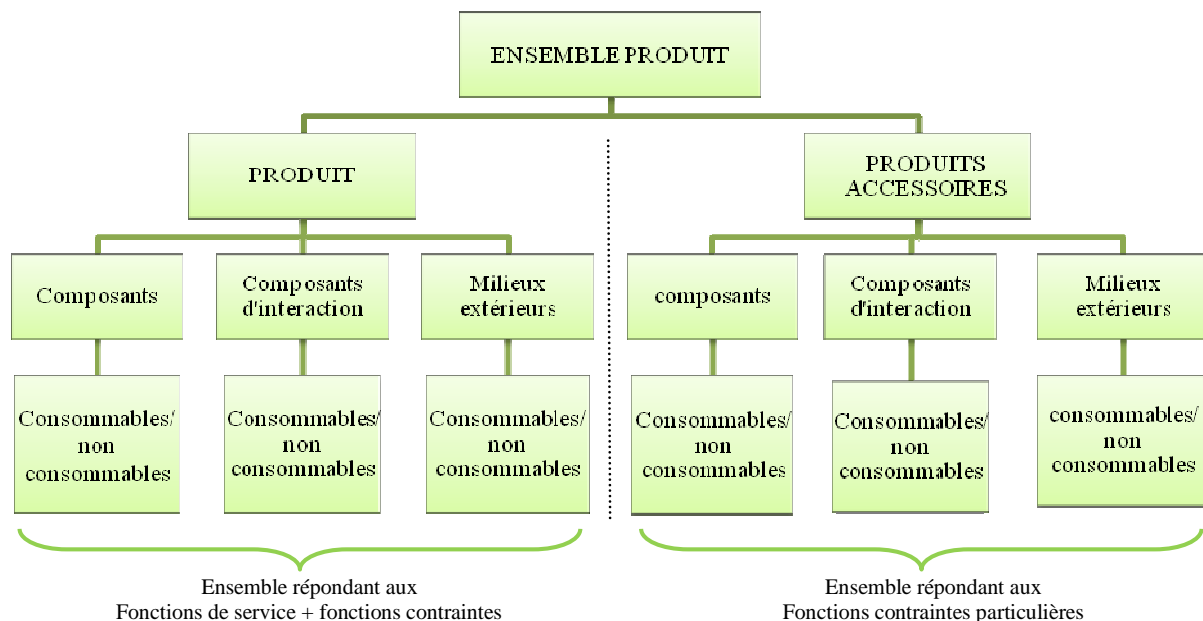 ENSEMBLE PRODUIT
PRODUIT
PRODUITS
ACCESSOIRES
Composants
Composants
d'interaction
Milieux
extérieurs
composants
Composants
d'interaction
Milieux
extérieurs
Consommables/
non
consommables
Consommables/
non
consommables
Consommables/
non
consommables
Consommables/
non
consommables
Consommables/
non
consommables
consommables/
non
consommables
Ensemble répondant aux
Fonctions de service + fonctions contraintes
Ensemble répondant aux
Fonctions contraintes particulières